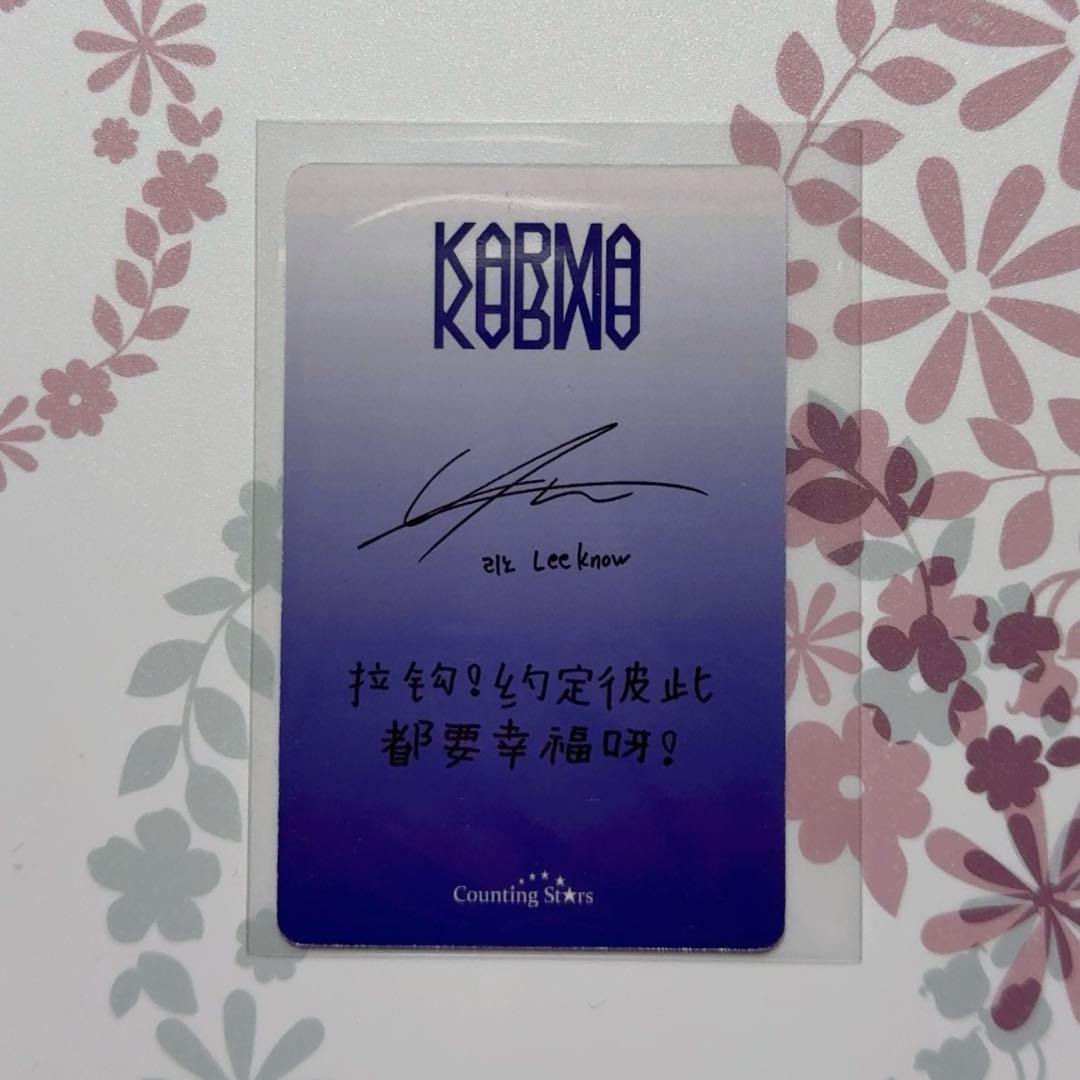 KARMA
리노 Lee know
拉钩!约定彼此
都要幸福呀!
Counting Stars